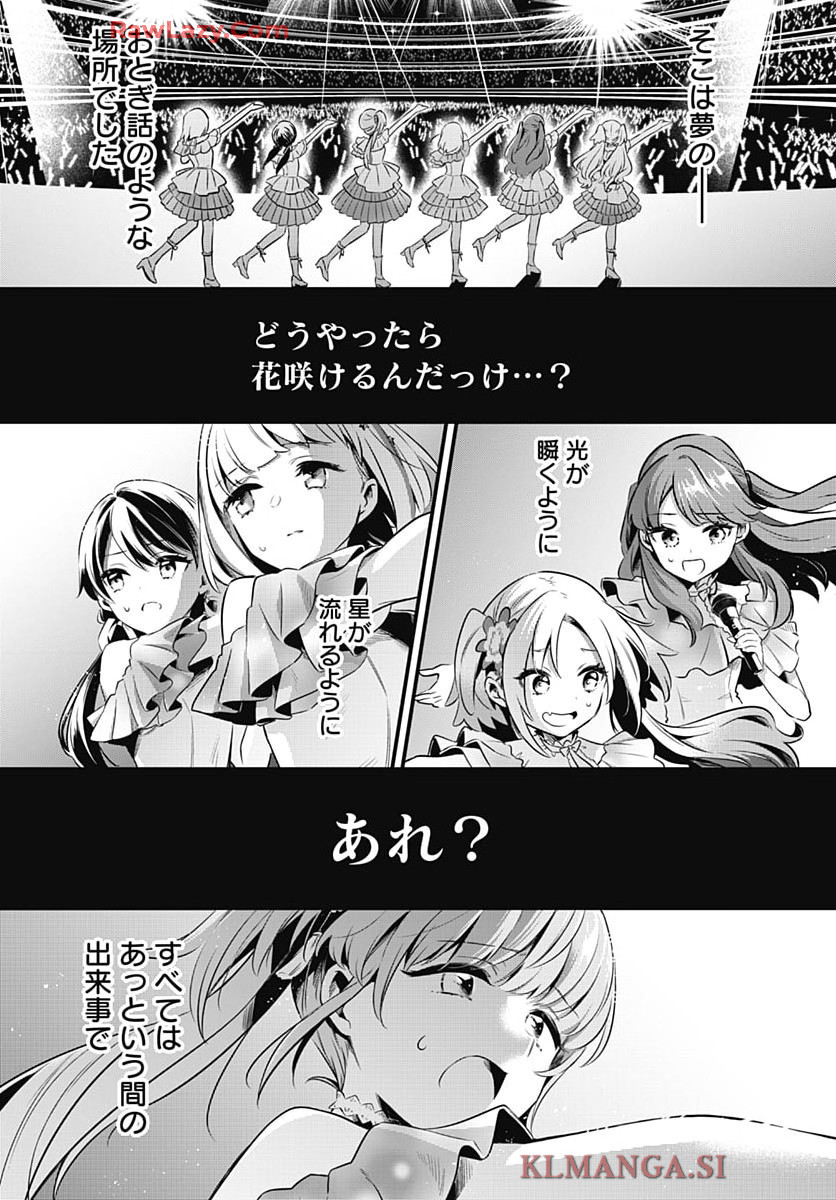 RawLazy.Com
そこは夢の──
おとぎ話のような
場所でした
どうやったら
花咲けるんだっけ…？
光が
瞬くように
星が
流れるように
あれ？
すべては
あっという間の
出来事で
KLMANGA.SI